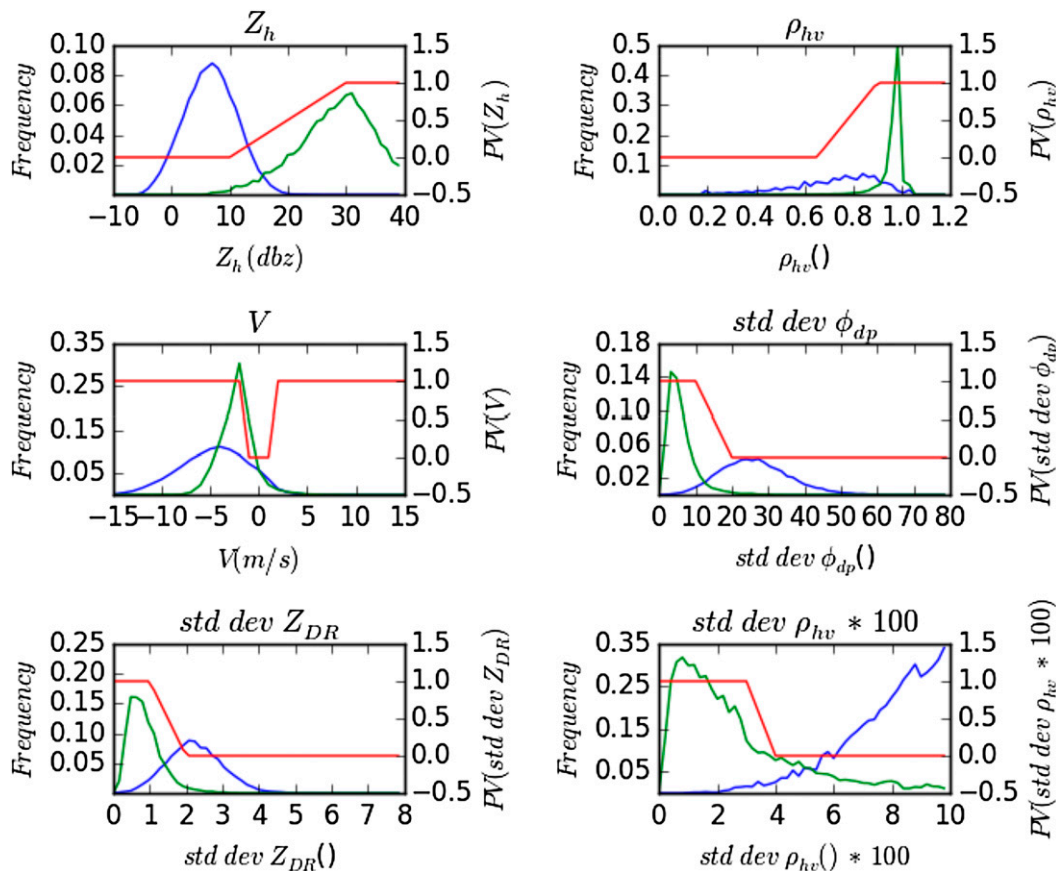 Z_h
Frequency
0.10
0.08
0.06
0.04
0.02
1.5
1.0
0.5
0.0
−0.5
PV(Z_h)
−10 0 10 20 30 40
Z_h (dbz)
ρ_hv
Frequency
0.5
0.4
0.3
0.2
0.1
1.5
1.0
0.5
0.0
−0.5
PV(ρ_hv)
0.0 0.2 0.4 0.6 0.8 1.0 1.2
ρ_hv()
V
Frequency
0.35
0.25
0.15
0.05
1.5
1.0
0.5
0.0
−0.5
PV(V)
−15 −10 −5 0 5 10 15
V(m/s)
std dev ϕ_dp
Frequency
0.18
0.14
0.10
0.06
0.02
1.5
1.0
0.5
0.0
−0.5
PV(std dev ϕ_dp)
0 10 20 30 40 50 60 70 80
std dev ϕ_dp()
std dev Z_DR
Frequency
0.25
0.20
0.15
0.10
0.05
1.5
1.0
0.5
0.0
−0.5
PV(std dev Z_DR)
0 1 2 3 4 5 6 7 8
std dev Z_DR()
std dev ρ_hv * 100
Frequency
0.35
0.25
0.15
0.05
1.5
1.0
0.5
0.0
−0.5
PV(std dev ρ_hv * 100)
0 2 4 6 8 10
std dev ρ_hv() * 100